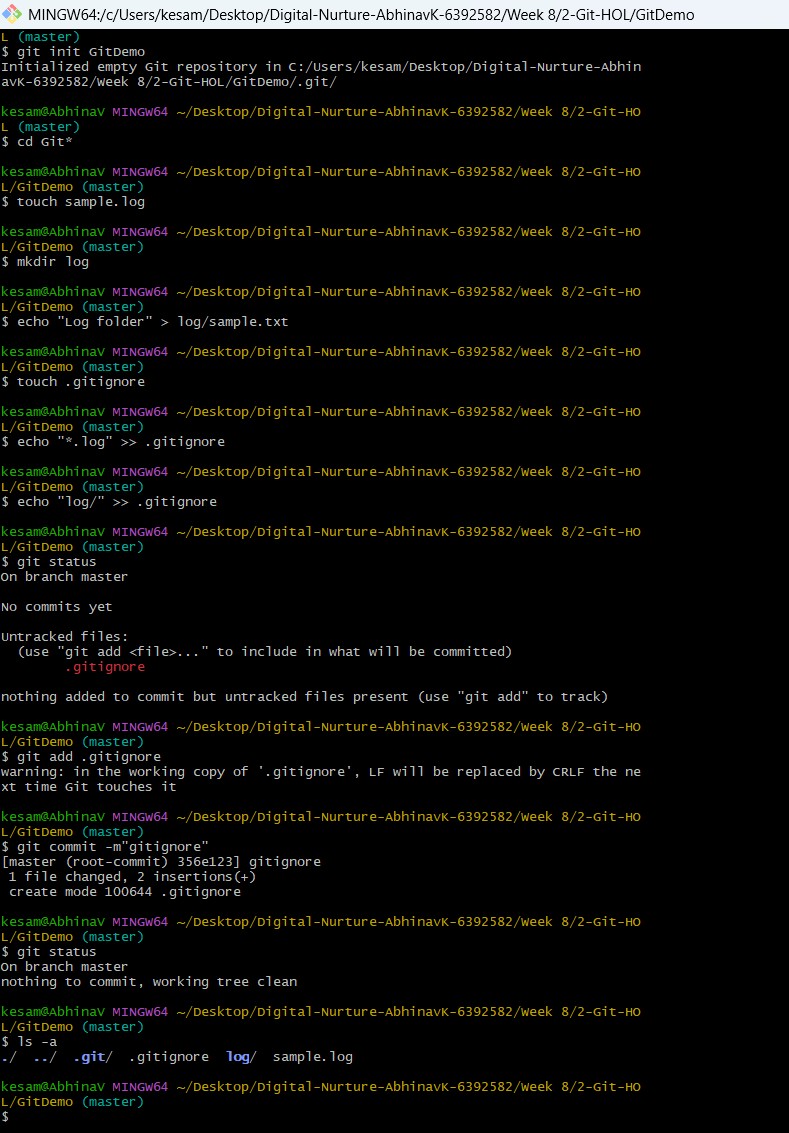 MINGW64:/c/Users/kesam/Desktop/Digital-Nurture-AbhinavK-6392582/Week 8/2-Git-HOL/GitDemo
L (master)
$ git init GitDemo
Initialized empty Git repository in C:/Users/kesam/Desktop/Digital-Nurture-Abhin
avK-6392582/Week 8/2-Git-HOL/GitDemo/.git/

kesam@AbhinaV MINGW64 ~/Desktop/Digital-Nurture-AbhinavK-6392582/Week 8/2-Git-HO
L (master)
$ cd Git*

kesam@AbhinaV MINGW64 ~/Desktop/Digital-Nurture-AbhinavK-6392582/Week 8/2-Git-HO
L/GitDemo (master)
$ touch sample.log

kesam@AbhinaV MINGW64 ~/Desktop/Digital-Nurture-AbhinavK-6392582/Week 8/2-Git-HO
L/GitDemo (master)
$ mkdir log

kesam@AbhinaV MINGW64 ~/Desktop/Digital-Nurture-AbhinavK-6392582/Week 8/2-Git-HO
L/GitDemo (master)
$ echo "Log folder" > log/sample.txt

kesam@AbhinaV MINGW64 ~/Desktop/Digital-Nurture-AbhinavK-6392582/Week 8/2-Git-HO
L/GitDemo (master)
$ touch .gitignore

kesam@AbhinaV MINGW64 ~/Desktop/Digital-Nurture-AbhinavK-6392582/Week 8/2-Git-HO
L/GitDemo (master)
$ echo "*.log" >> .gitignore

kesam@AbhinaV MINGW64 ~/Desktop/Digital-Nurture-AbhinavK-6392582/Week 8/2-Git-HO
L/GitDemo (master)
$ echo "log/" >> .gitignore

kesam@AbhinaV MINGW64 ~/Desktop/Digital-Nurture-AbhinavK-6392582/Week 8/2-Git-HO
L/GitDemo (master)
$ git status
On branch master

No commits yet

Untracked files:
  (use "git add <file>..." to include in what will be committed)
        .gitignore

nothing added to commit but untracked files present (use "git add" to track)

kesam@AbhinaV MINGW64 ~/Desktop/Digital-Nurture-AbhinavK-6392582/Week 8/2-Git-HO
L/GitDemo (master)
$ git add .gitignore
warning: in the working copy of '.gitignore', LF will be replaced by CRLF the ne
xt time Git touches it

kesam@AbhinaV MINGW64 ~/Desktop/Digital-Nurture-AbhinavK-6392582/Week 8/2-Git-HO
L/GitDemo (master)
$ git commit -m"gitignore"
[master (root-commit) 356e123] gitignore
 1 file changed, 2 insertions(+)
 create mode 100644 .gitignore

kesam@AbhinaV MINGW64 ~/Desktop/Digital-Nurture-AbhinavK-6392582/Week 8/2-Git-HO
L/GitDemo (master)
$ git status
On branch master
nothing to commit, working tree clean

kesam@AbhinaV MINGW64 ~/Desktop/Digital-Nurture-AbhinavK-6392582/Week 8/2-Git-HO
L/GitDemo (master)
$ ls -a
./  ../  .git/  .gitignore  log/  sample.log

kesam@AbhinaV MINGW64 ~/Desktop/Digital-Nurture-AbhinavK-6392582/Week 8/2-Git-HO
L/GitDemo (master)
$